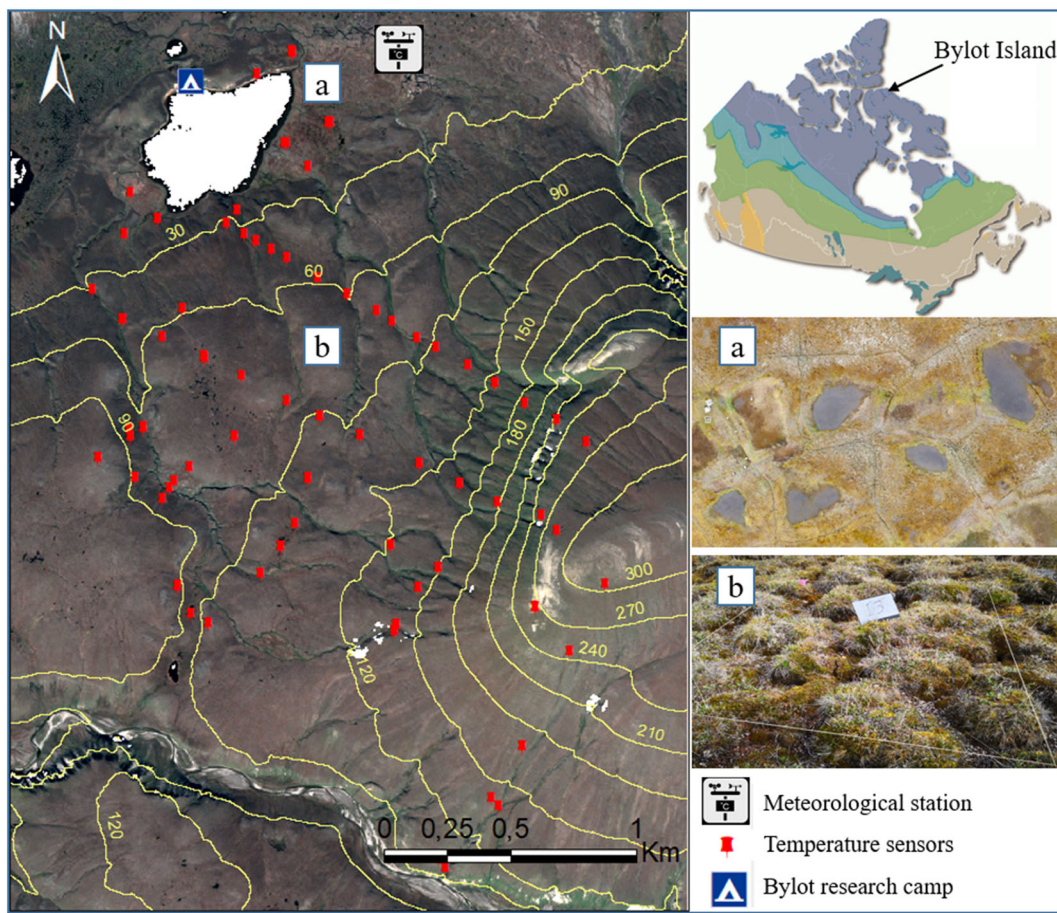 N
a
°C
30
60
90
b
150
180
90
300
270
240
210
120
120
0 0,25 0,5 1
Km
Bylot Island
a
b
Meteorological station
°C
Temperature sensors
Bylot research camp